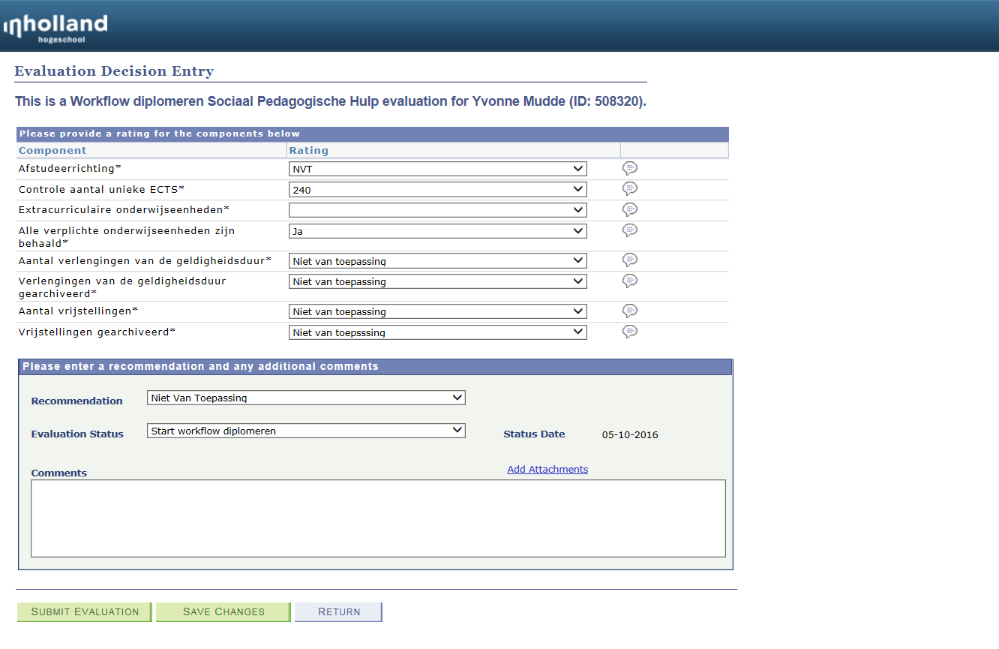 inholland
hogeschool
Evaluation Decision Entry
This is a Workflow diplomeren Sociaal Pedagogische Hulp evaluation for Yvonne Mudde (ID: 508320).
Please provide a rating for the components below
Component Rating
Afstudeerrichting* NVT
Controle aantal unieke ECTS* 240
Extracurriculaire onderwijseenheden*
Alle verplichte onderwijseenheden zijn behaald* Ja
Aantal verlengingen van de geldigheidsduur* Niet van toepassing
Verlengingen van de geldigheidsduur gearchiveerd* Niet van toepassing
Aantal vrijstellingen* Niet van toepassing
Vrijstellingen gearchiveerd* Niet van toepsssing
Please enter a recommendation and any additional comments
Recommendation Niet Van Toepassing
Evaluation Status Start workflow diplomeren Status Date 05-10-2016
Comments Add Attachments
SUBMIT EVALUATION SAVE CHANGES RETURN